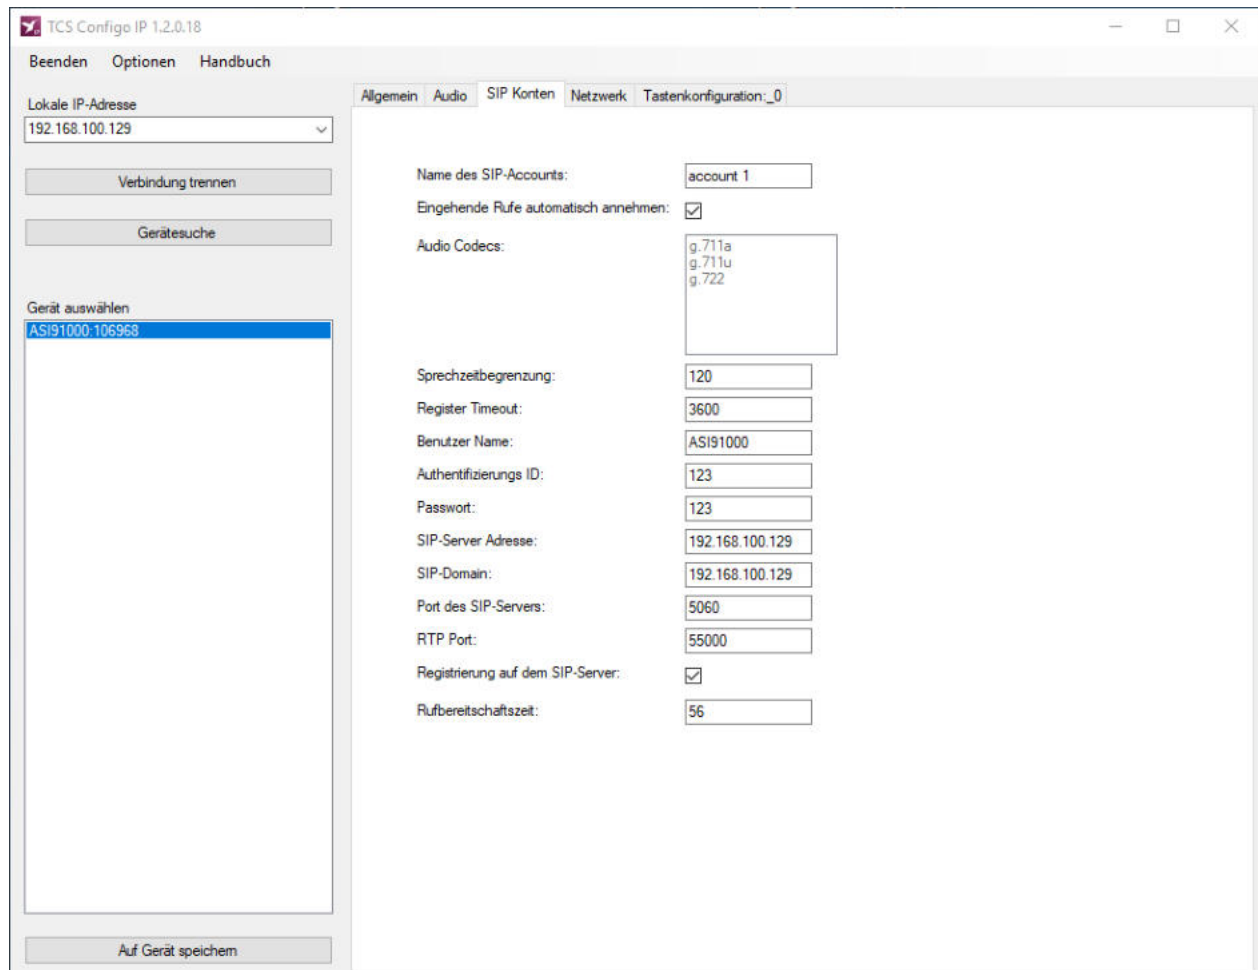 TCS Configo IP 1.2.0.18
Beenden Optionen Handbuch
Lokale IP-Adresse
192.168.100.129
Verbindung trennen
Gerätesuche
Gerät auswählen
ASI91000:106968
Auf Gerät speichern
Allgemein Audio SIP Konten Netzwerk Tastenkonfiguration:_0
Name des SIP-Accounts: account 1
Eingehende Rufe automatisch annehmen:
Audio Codecs: g.711a
g.711u
g.722
Sprechzeitbegrenzung: 120
Register Timeout: 3600
Benutzer Name: ASI91000
Authentifizierungs ID: 123
Passwort: 123
SIP-Server Adresse: 192.168.100.129
SIP-Domain: 192.168.100.129
Port des SIP-Servers: 5060
RTP Port: 55000
Registrierung auf dem SIP-Server:
Rufbereitschaftszeit: 56